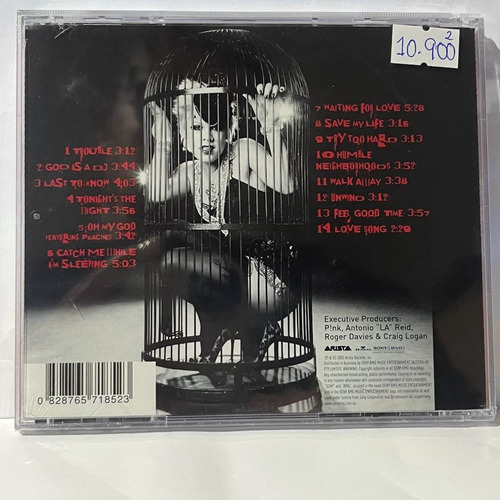 2
10.900
1 TROUBLE 3:12
2 GOD IS A DJ 3:44
3 LAST TO KNOW 4:03
4 TONIGHT'S THE
NIGHT 3:56
5 OH MY GOD
FEATURING PEACHES 3:42
6 CATCH ME WHILE
I'M SLEEPING 5:03
7 WAITING FOR LOVE 5:28
8 SAVE MY LIFE 3:16
9 TRY TOO HARD 3:13
10 HUMBLE
NEIGHBORHOODS 3:52
11 WALK AWAY 3:38
12 UNWIND 3:12
13 FEEL GOOD TIME 3:57
14 LOVE SONG 2:29
Executive Producers:
P!nk, Antonio "LA" Reid,
Roger Davies & Craig Logan
ARISTA BMG SONY BMG
0 828765 718523